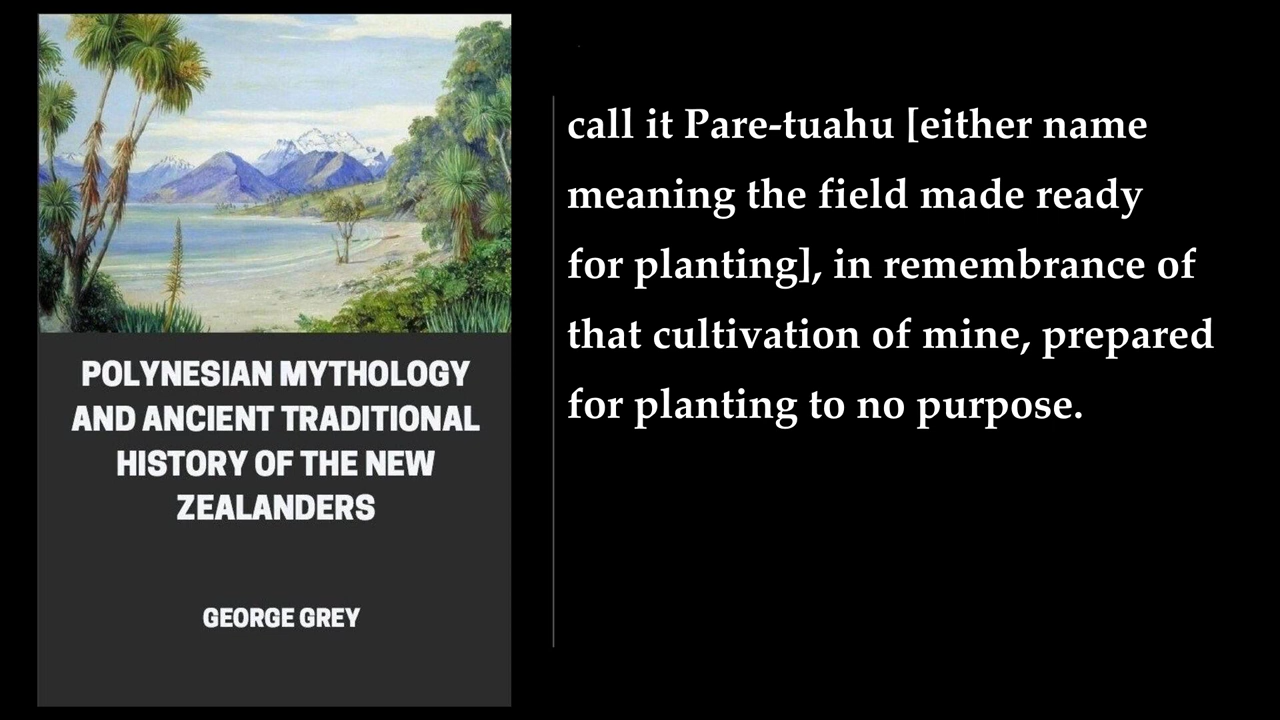 POLYNESIAN MYTHOLOGY
AND ANCIENT TRADITIONAL
HISTORY OF THE NEW
ZEALANDERS
GEORGE GREY
call it Pare-tuahu [either name
meaning the field made ready
for planting], in remembrance of
that cultivation of mine, prepared
for planting to no purpose.